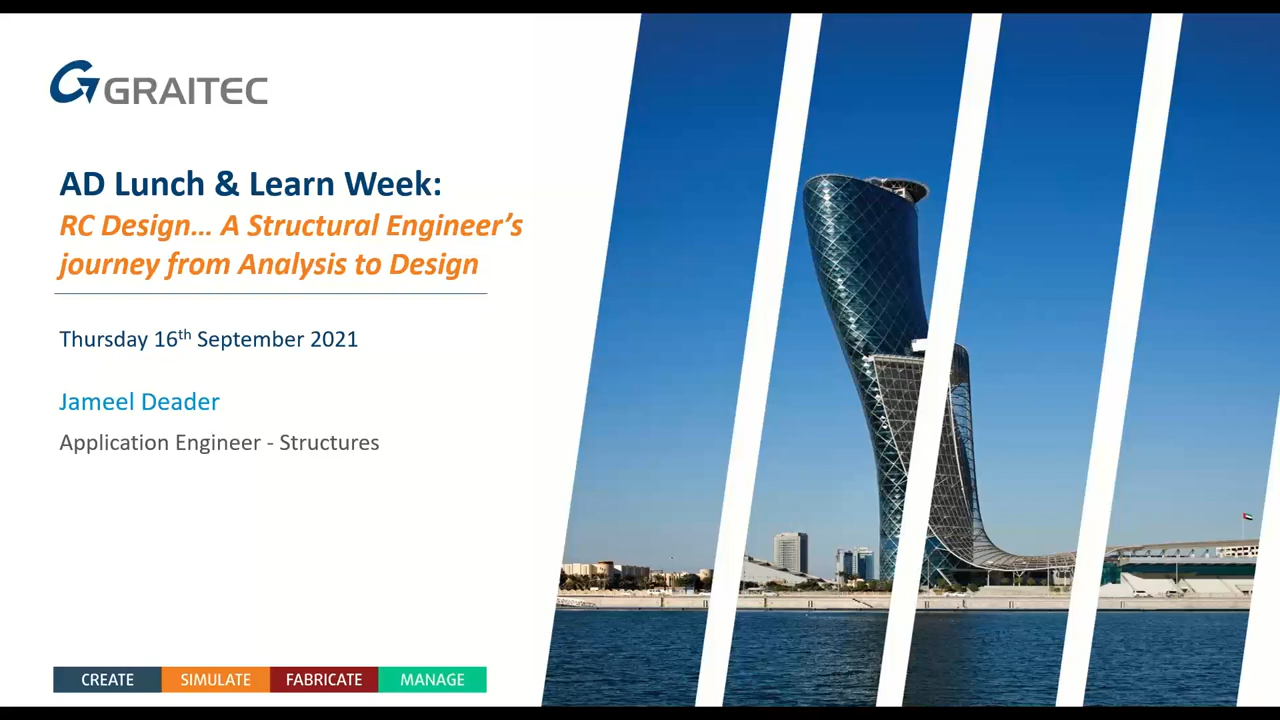 GRAITEC
AD Lunch & Learn Week:
RC Design... A Structural Engineer's
journey from Analysis to Design
Thursday 16th September 2021
Jameel Deader
Application Engineer - Structures
CREATE SIMULATE FABRICATE MANAGE